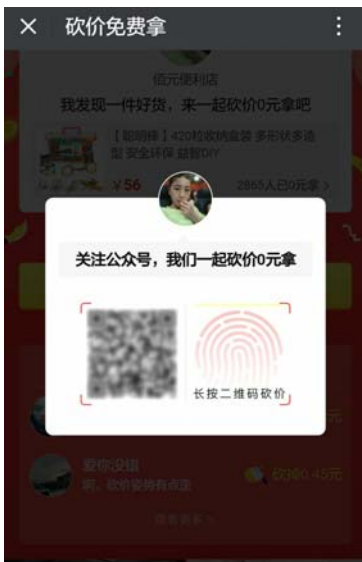 砍价免费拿
佰元便利店
我发现一件好货，来一起砍价0元拿吧
【聪明棒】420粒收纳盒装 多形状多造
型 安全环保 益智DIY
￥56
2865人已0元拿 >
关注公众号，我们一起砍价0元拿
长按二维码砍价
元
爱你没错
砍掉0.45元
啊，砍价姿势有点歪
查看更多